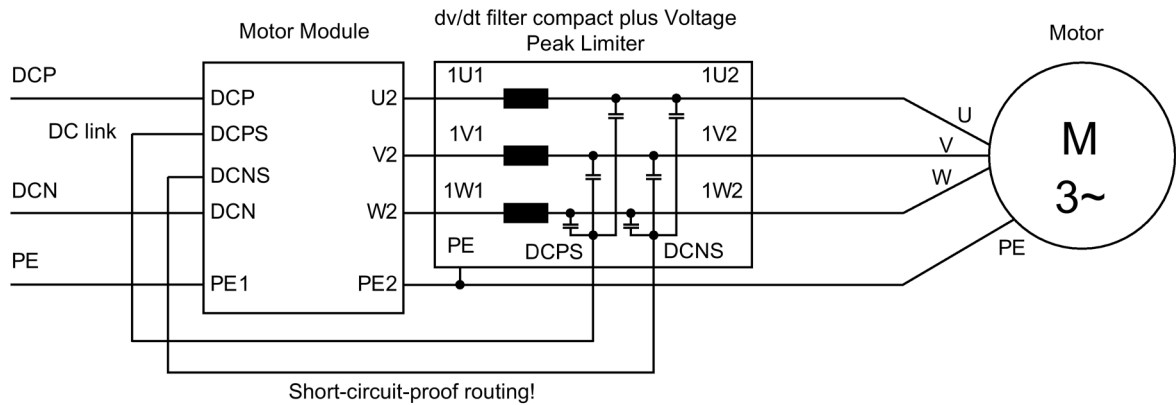 dv/dt filter compact plus Voltage
Peak Limiter
Motor Module
Motor
DCP
DCP
U2
1U1
1U2
U
DC link
DCPS
V2
1V1
1V2
V
M
3~
DCN
DCNS
DCN
W2
1W1
1W2
W
PE
DCPS
DCNS
PE
PE
PE1
PE2
Short-circuit-proof routing!